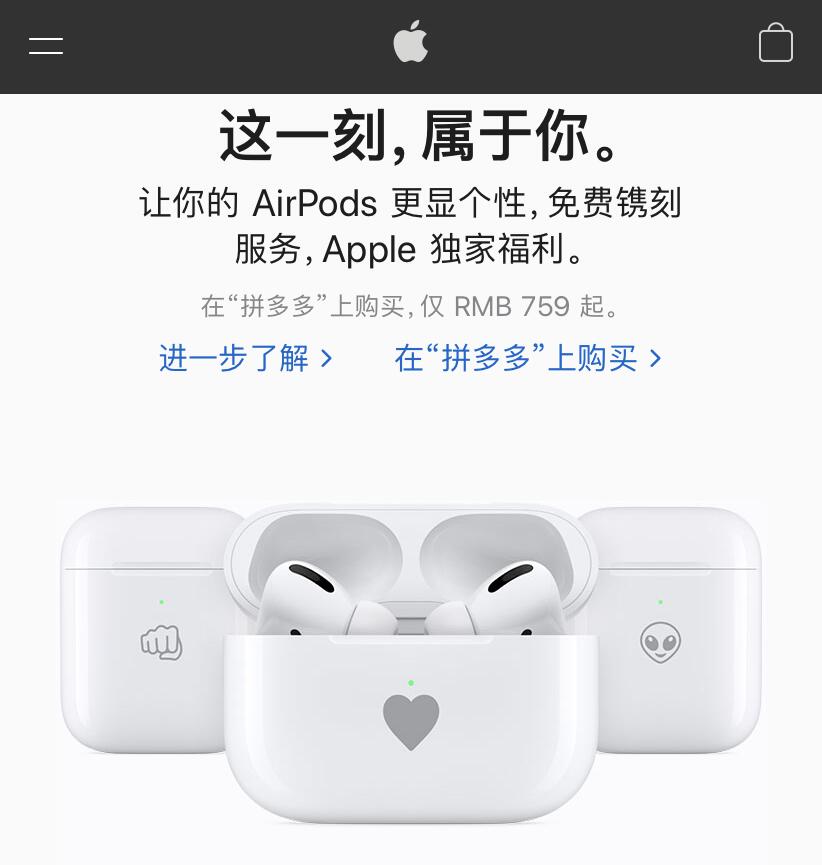 这一刻，属于你。
让你的 AirPods 更显个性，免费镌刻
服务，Apple 独家福利。
在“拼多多”上购买，仅 RMB 759 起。
进一步了解 >
在“拼多多”上购买 >